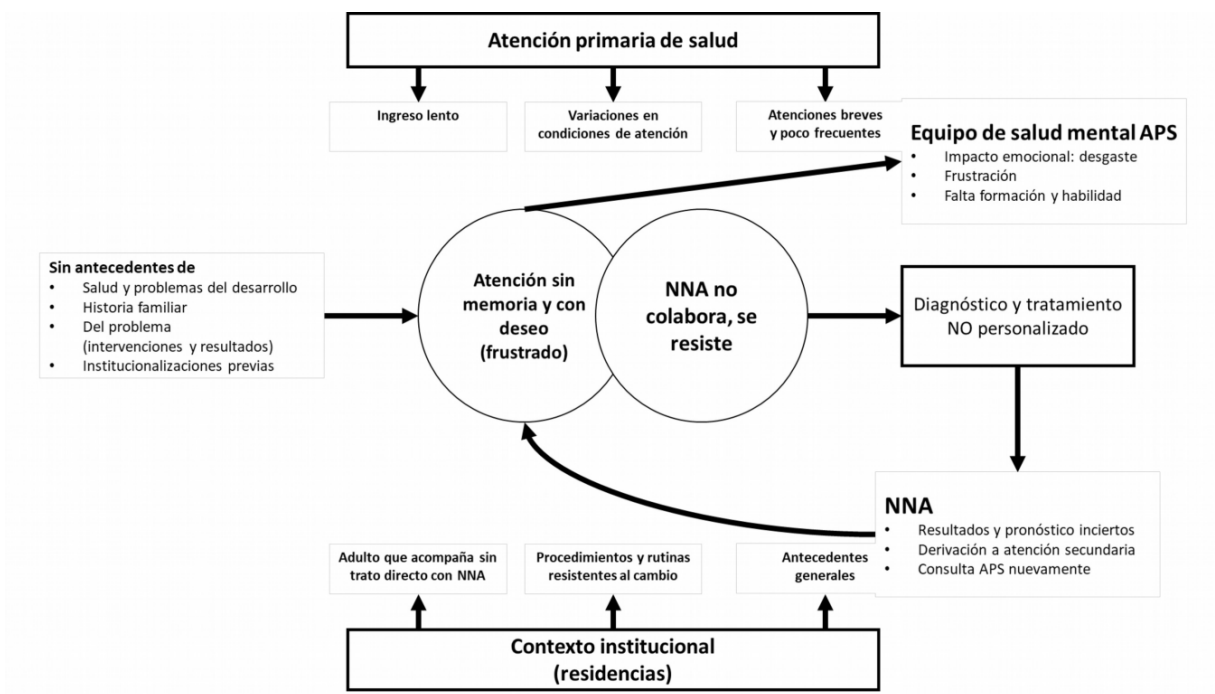 Atención primaria de salud
Ingreso lento
Variaciones en
condiciones de atención
Atenciones breves
y poco frecuentes
Equipo de salud mental APS
• Impacto emocional: desgaste
• Frustración
• Falta formación y habilidad
Sin antecedentes de
• Salud y problemas del desarrollo
• Historia familiar
• Del problema
(intervenciones y resultados)
• Institucionalizaciones previas
Atención sin
memoria y con
deseo
(frustrado)
NNA no
colabora, se
resiste
Diagnóstico y tratamiento
NO personalizado
NNA
• Resultados y pronóstico inciertos
• Derivación a atención secundaria
• Consulta APS nuevamente
Adulto que acompaña sin
trato directo con NNA
Procedimientos y rutinas
resistentes al cambio
Antecedentes
generales
Contexto institucional
(residencias)